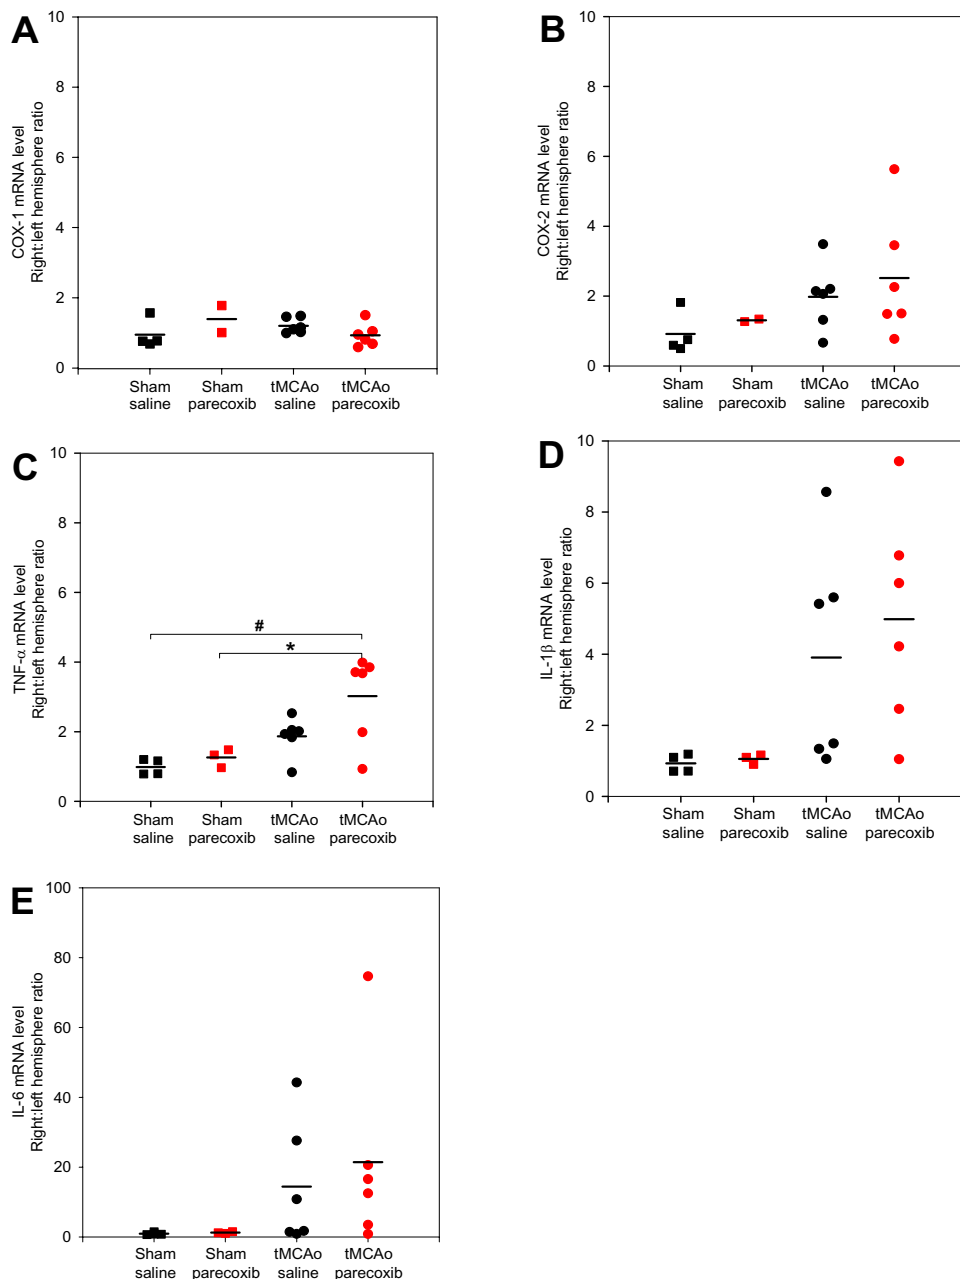 A
COX-1 mRNA level
Right:left hemisphere ratio
10
8
6
4
2
0
Sham saline
Sham parecoxib
tMCAo saline
tMCAo parecoxib
B
COX-2 mRNA level
Right:left hemisphere ratio
10
8
6
4
2
0
Sham saline
Sham parecoxib
tMCAo saline
tMCAo parecoxib
C
TNF-α mRNA level
Right:left hemisphere ratio
10
8
6
4
2
0
#
*
Sham saline
Sham parecoxib
tMCAo saline
tMCAo parecoxib
D
IL-1β mRNA level
Right:left hemisphere ratio
10
8
6
4
2
0
Sham saline
Sham parecoxib
tMCAo saline
tMCAo parecoxib
E
IL-6 mRNA level
Right:left hemisphere ratio
100
80
60
40
20
0
Sham saline
Sham parecoxib
tMCAo saline
tMCAo parecoxib